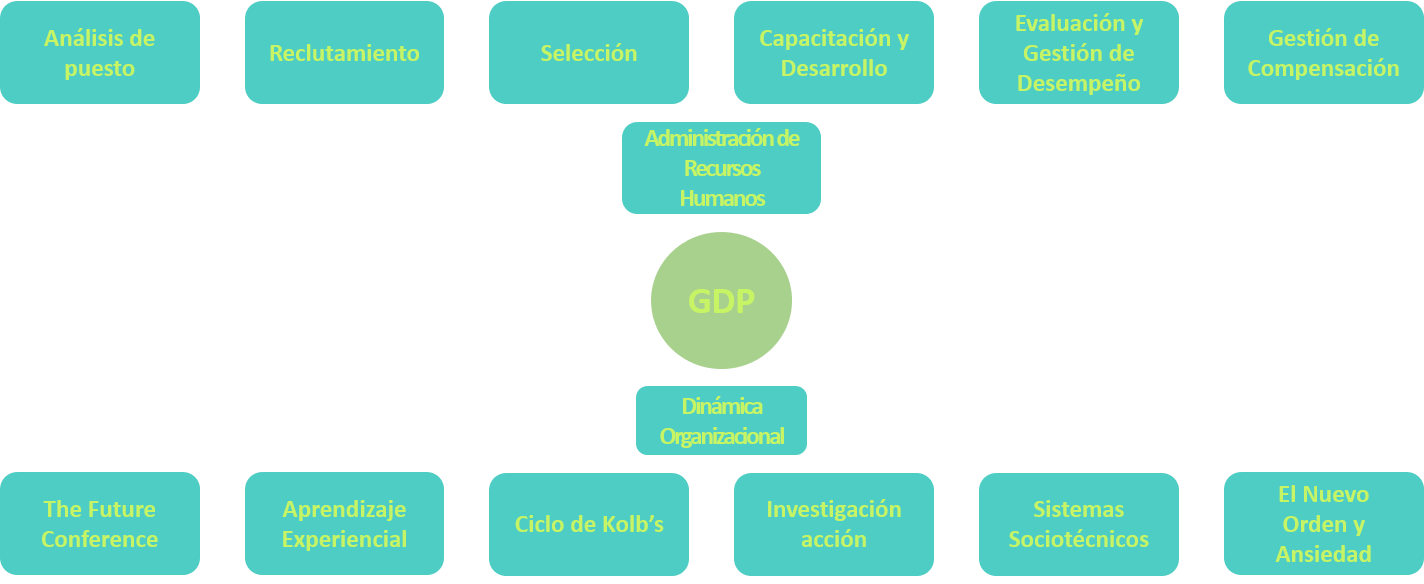 Análisis de
puesto
Reclutamiento
Selección
Capacitación y
Desarrollo
Evaluación y
Gestión de
Desempeño
Gestión de
Compensación
Administración de
Recursos
Humanos
GDP
Dinámica
Organizacional
The Future
Conference
Aprendizaje
Experiencial
Ciclo de Kolb’s
Investigación
acción
Sistemas
Sociotécnicos
El Nuevo
Orden y
Ansiedad